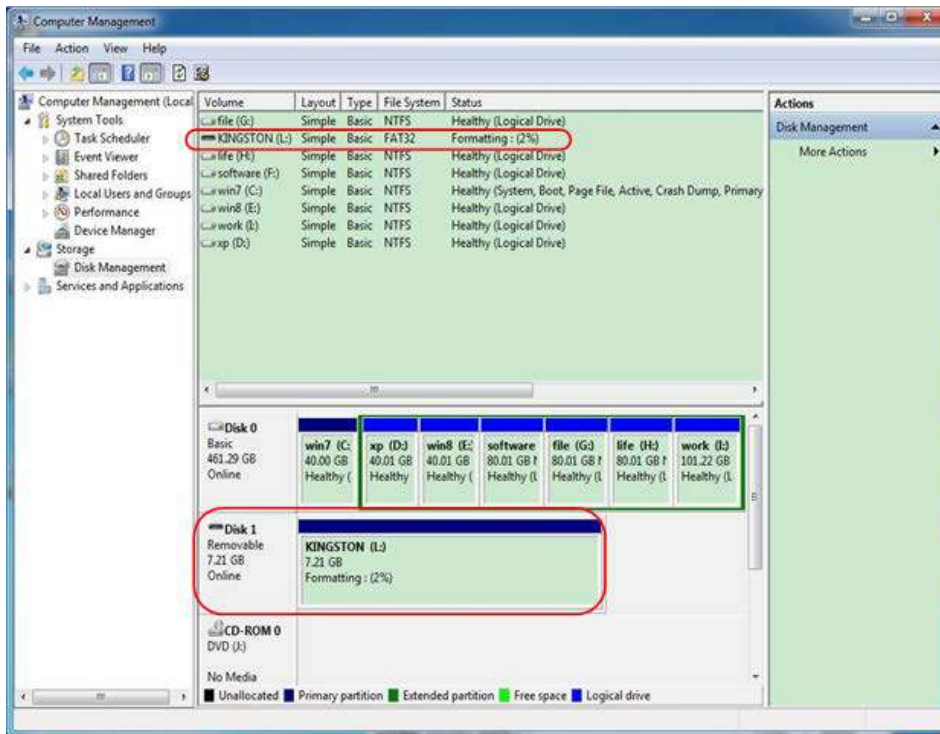 Computer Management
File Action View Help
Computer Management (Local
System Tools
Task Scheduler
Event Viewer
Shared Folders
Local Users and Groups
Performance
Device Manager
Storage
Disk Management
Services and Applications
Volume Layout Type File System Status
file (G:) Simple Basic NTFS Healthy (Logical Drive)
KINGSTON (L:) Simple Basic FAT32 Formatting : (2%)
life (H:) Simple Basic NTFS Healthy (Logical Drive)
software (F:) Simple Basic NTFS Healthy (Logical Drive)
win7 (C:) Simple Basic NTFS Healthy (System, Boot, Page File, Active, Crash Dump, Primary
win8 (E:) Simple Basic NTFS Healthy (Logical Drive)
work (I:) Simple Basic NTFS Healthy (Logical Drive)
xp (D:) Simple Basic NTFS Healthy (Logical Drive)
Actions
Disk Management
More Actions
Disk 0
Basic
461.29 GB
Online
win7 (C:
40.00 GB
Healthy (
xp (D:)
40.01 GB
Healthy
win8 (E:
40.01 GB
Healthy (
software
80.01 GB
Healthy (L
file (G:)
80.01 GB
Healthy (L
life (H:)
80.01 GB
Healthy (L
work (I:)
101.22 GB
Healthy (L
Disk 1
Removable
7.21 GB
Online
KINGSTON (L:)
7.21 GB
Formatting : (2%)
CD-ROM 0
DVD (J:)
No Media
Unallocated Primary partition Extended partition Free space Logical drive